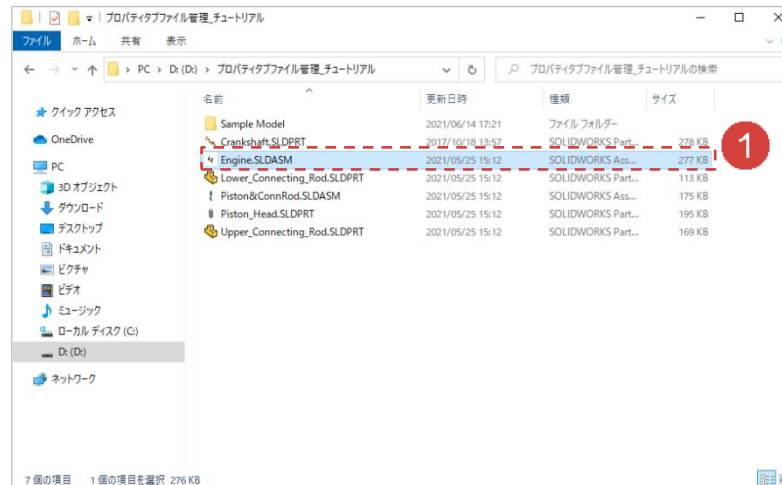 プロパティタブファイル管理_チュートリアル
ファイル ホーム 共有 表示
PC › D: (D:) › プロパティタブファイル管理_チュートリアル プロパティタブファイル管理_チュートリアルの検索
名前 更新日時 種類 サイズ
クイック アクセス
OneDrive
PC
3D オブジェクト
ダウンロード
デスクトップ
ドキュメント
ピクチャ
ビデオ
ミュージック
ローカル ディスク (C:)
D: (D:)
ネットワーク
Sample Model 2021/06/14 17:21 ファイル フォルダー
Crankshaft.SLDPRT 2017/10/18 13:57 SOLIDWORKS Part... 278 KB
Engine.SLDASM 2021/05/25 15:12 SOLIDWORKS Ass... 277 KB
1
Lower_Connecting_Rod.SLDPRT 2021/05/25 15:12 SOLIDWORKS Part... 113 KB
Piston&ConnRod.SLDASM 2021/05/25 15:12 SOLIDWORKS Ass... 175 KB
Piston_Head.SLDPRT 2021/05/25 15:12 SOLIDWORKS Part... 195 KB
Upper_Connecting_Rod.SLDPRT 2021/05/25 15:12 SOLIDWORKS Part... 169 KB
7 個の項目 1 個の項目を選択 276 KB